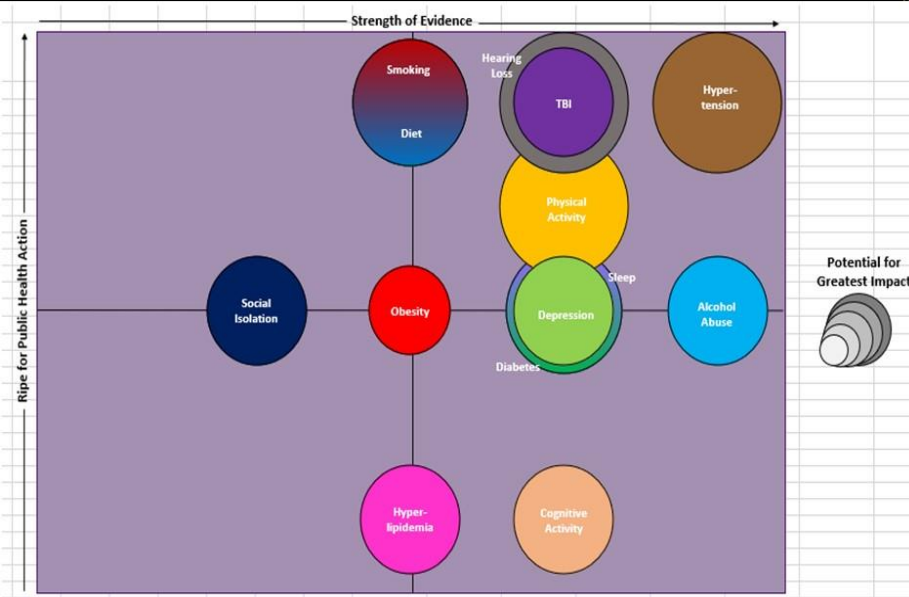 Strength of Evidence
Ripe for Public Health Action
Smoking
Diet
Hearing
Loss
TBI
Hyper-
tension
Physical
Activity
Social
Isolation
Obesity
Sleep
Depression
Diabetes
Alcohol
Abuse
Potential for
Greatest Impact
Hyper-
lipidemia
Cognitive
Activity